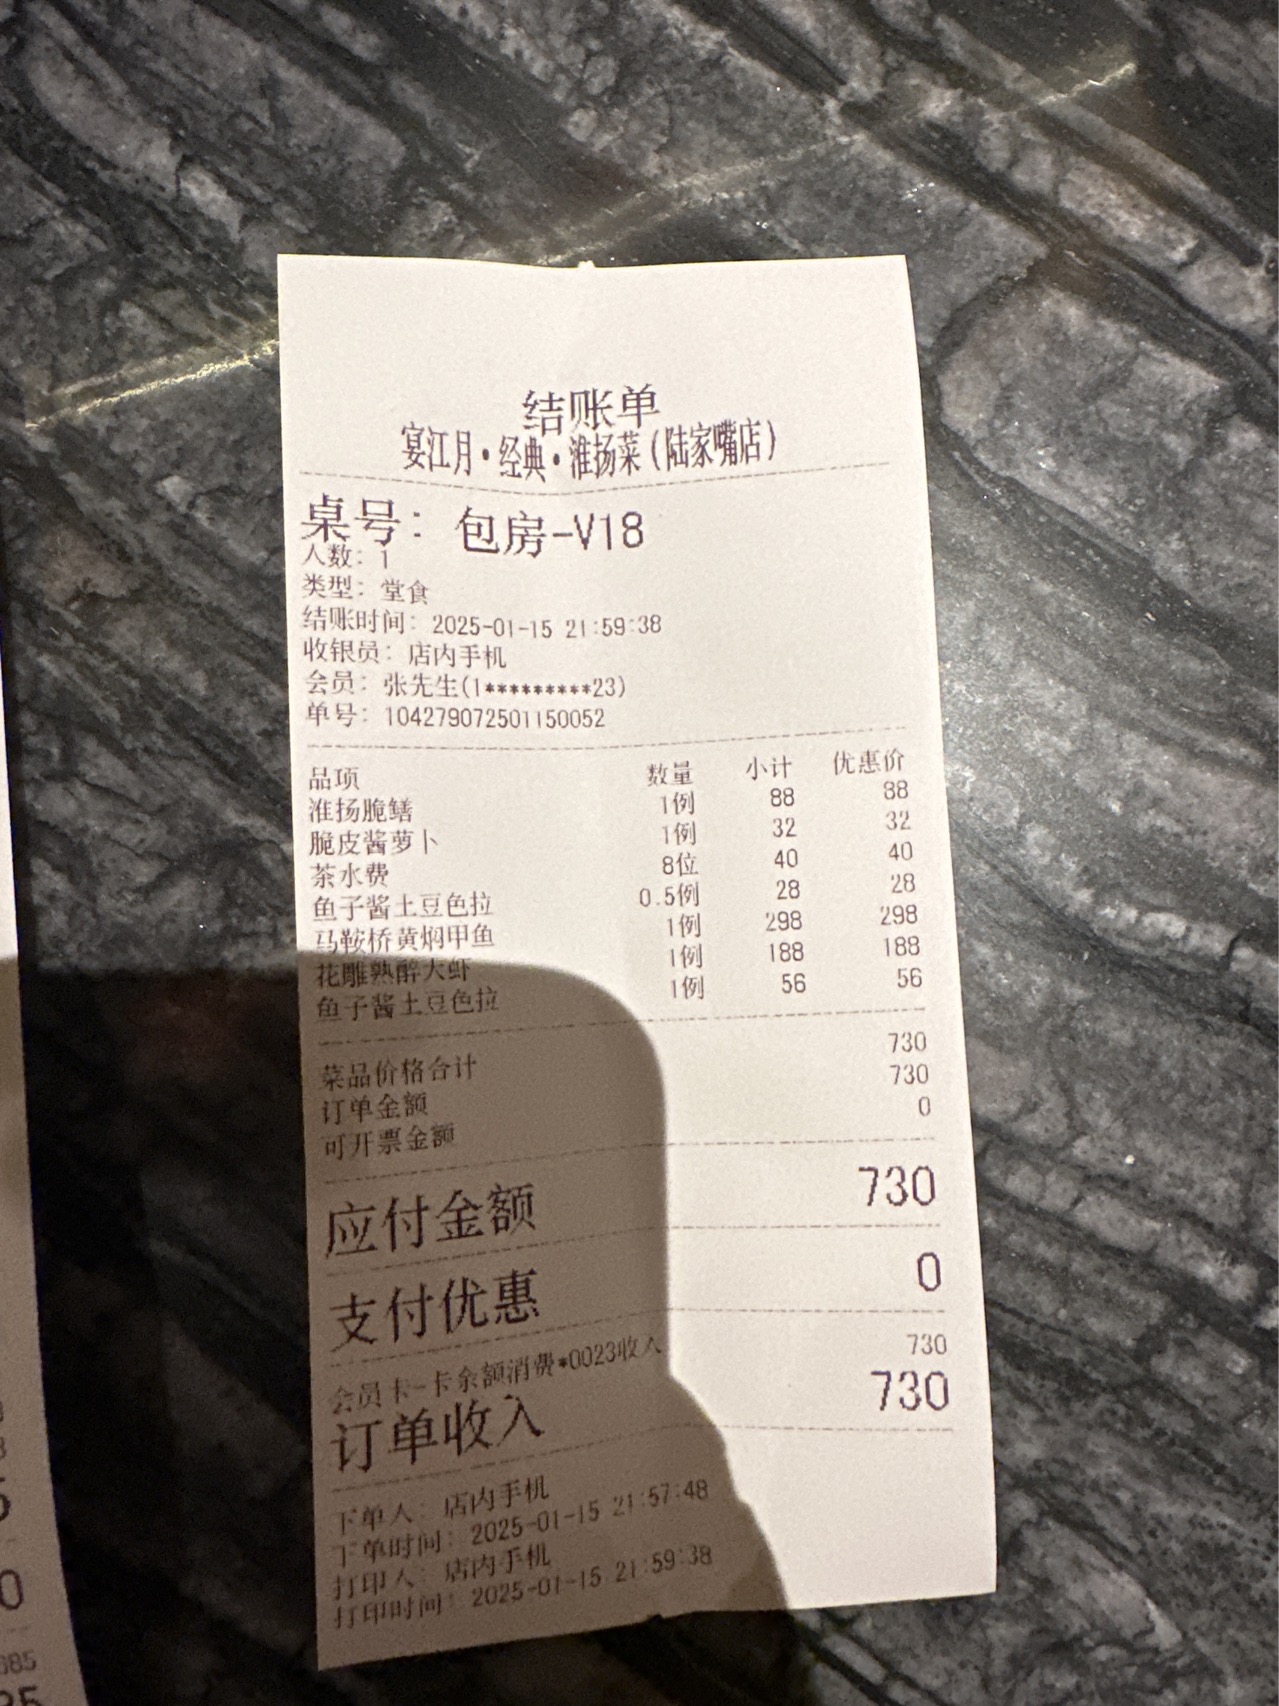 结账单
宴江月·经典·淮扬菜(陆家嘴店)
桌号: 包房-V18
人数: 1
类型: 堂食
结账时间: 2025-01-15 21:59:38
收银员: 店内手机
会员: 张先生(1*********23)
单号: 104279072501150052
品项 数量 小计 优惠价
淮扬脆鳝 1例 88 88
脆皮酱萝卜 1例 32 32
茶水费 8位 40 40
鱼子酱土豆色拉 0.5例 28 28
马鞍桥黄焖甲鱼 1例 298 298
花雕熟醉大虾 1例 188 188
鱼子酱土豆色拉 1例 56 56
菜品价格合计 730
订单金额 730
可开票金额 0
应付金额 730
支付优惠 0
会员卡-卡余额消费*0023收入 730
订单收入 730
下单人: 店内手机
下单时间: 2025-01-15 21:57:48
打印人: 店内手机
打印时间: 2025-01-15 21:59:38